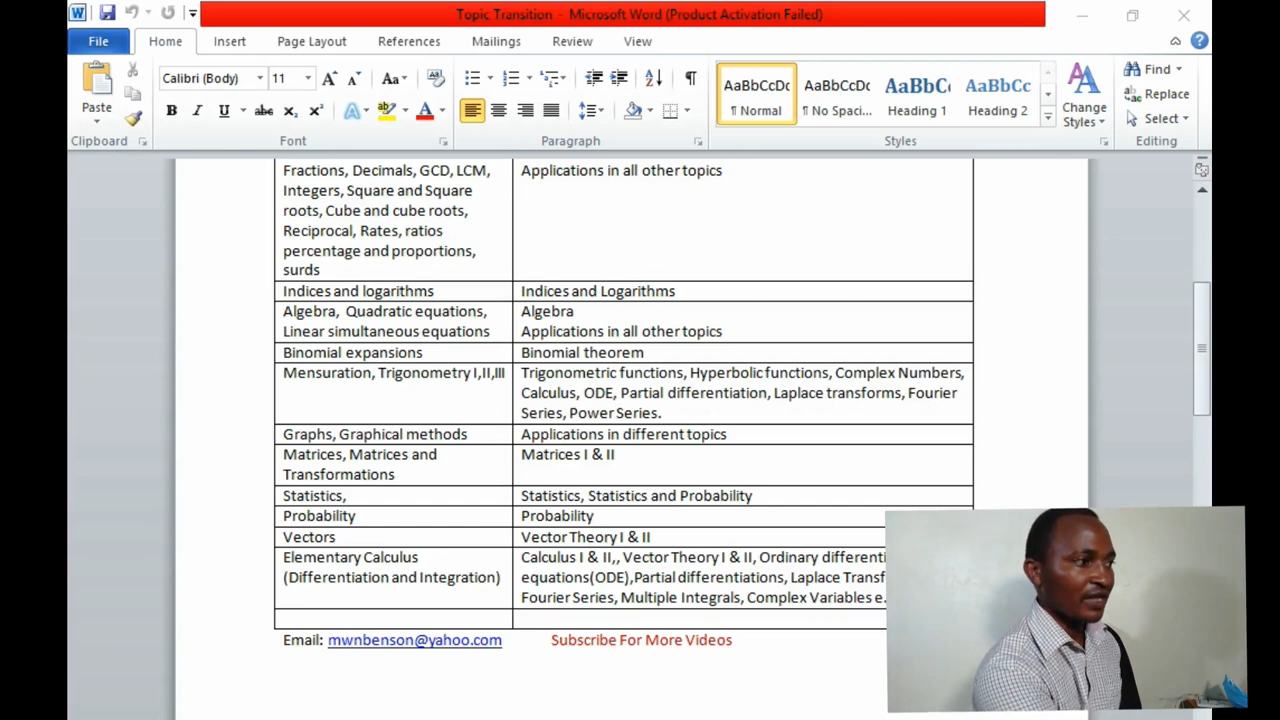 Topic Transition - Microsoft Word (Product Activation Failed)
File Home Insert Page Layout References Mailings Review View
Paste
Calibri (Body) 11
AaBbCcDc AaBbCcDc AaBbC AaBbCc
¶ Normal ¶ No Spaci... Heading 1 Heading 2
Change Styles
Find
Replace
Select
Clipboard Font Paragraph Styles Editing
Fractions, Decimals, GCD, LCM, Applications in all other topics
Integers, Square and Square
roots, Cube and cube roots,
Reciprocal, Rates, ratios
percentage and proportions,
surds
Indices and logarithms Indices and Logarithms
Algebra, Quadratic equations, Algebra
Linear simultaneous equations Applications in all other topics
Binomial expansions Binomial theorem
Mensuration, Trigonometry I,II,III Trigonometric functions, Hyperbolic functions, Complex Numbers,
Calculus, ODE, Partial differentiation, Laplace transforms, Fourier
Series, Power Series.
Graphs, Graphical methods Applications in different topics
Matrices, Matrices and Matrices I & II
Transformations
Statistics, Statistics, Statistics and Probability
Probability Probability
Vectors Vector Theory I & II
Elementary Calculus Calculus I & II,, Vector Theory I & II, Ordinary differenti
(Differentiation and Integration) equations(ODE),Partial differentiations, Laplace Transf
Fourier Series, Multiple Integrals, Complex Variables e.
Email: mwnbenson@yahoo.com Subscribe For More Videos